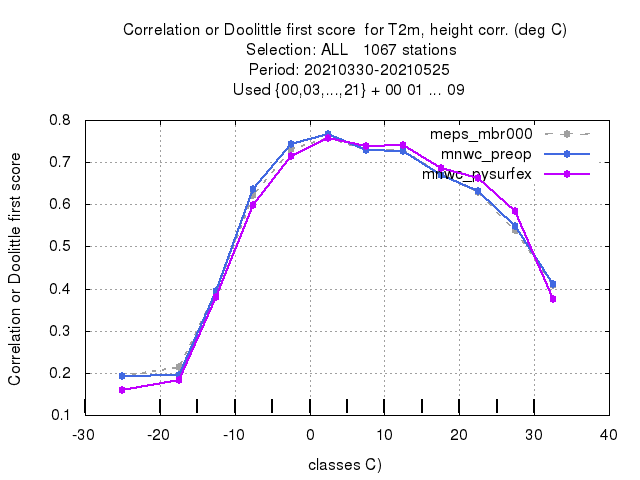 Correlation or Doolittle first score  for T2m, height corr. (deg C)
Selection: ALL   1067 stations
Period: 20210330-20210525
Used {00,03,...,21} + 00 01 ... 09
Correlation or Doolittle first score
0.8
0.7
0.6
0.5
0.4
0.3
0.2
0.1
meps_mbr000
mnwc_preop
mnwc_pysurfex
-30 -20 -10 0 10 20 30 40
classes C)